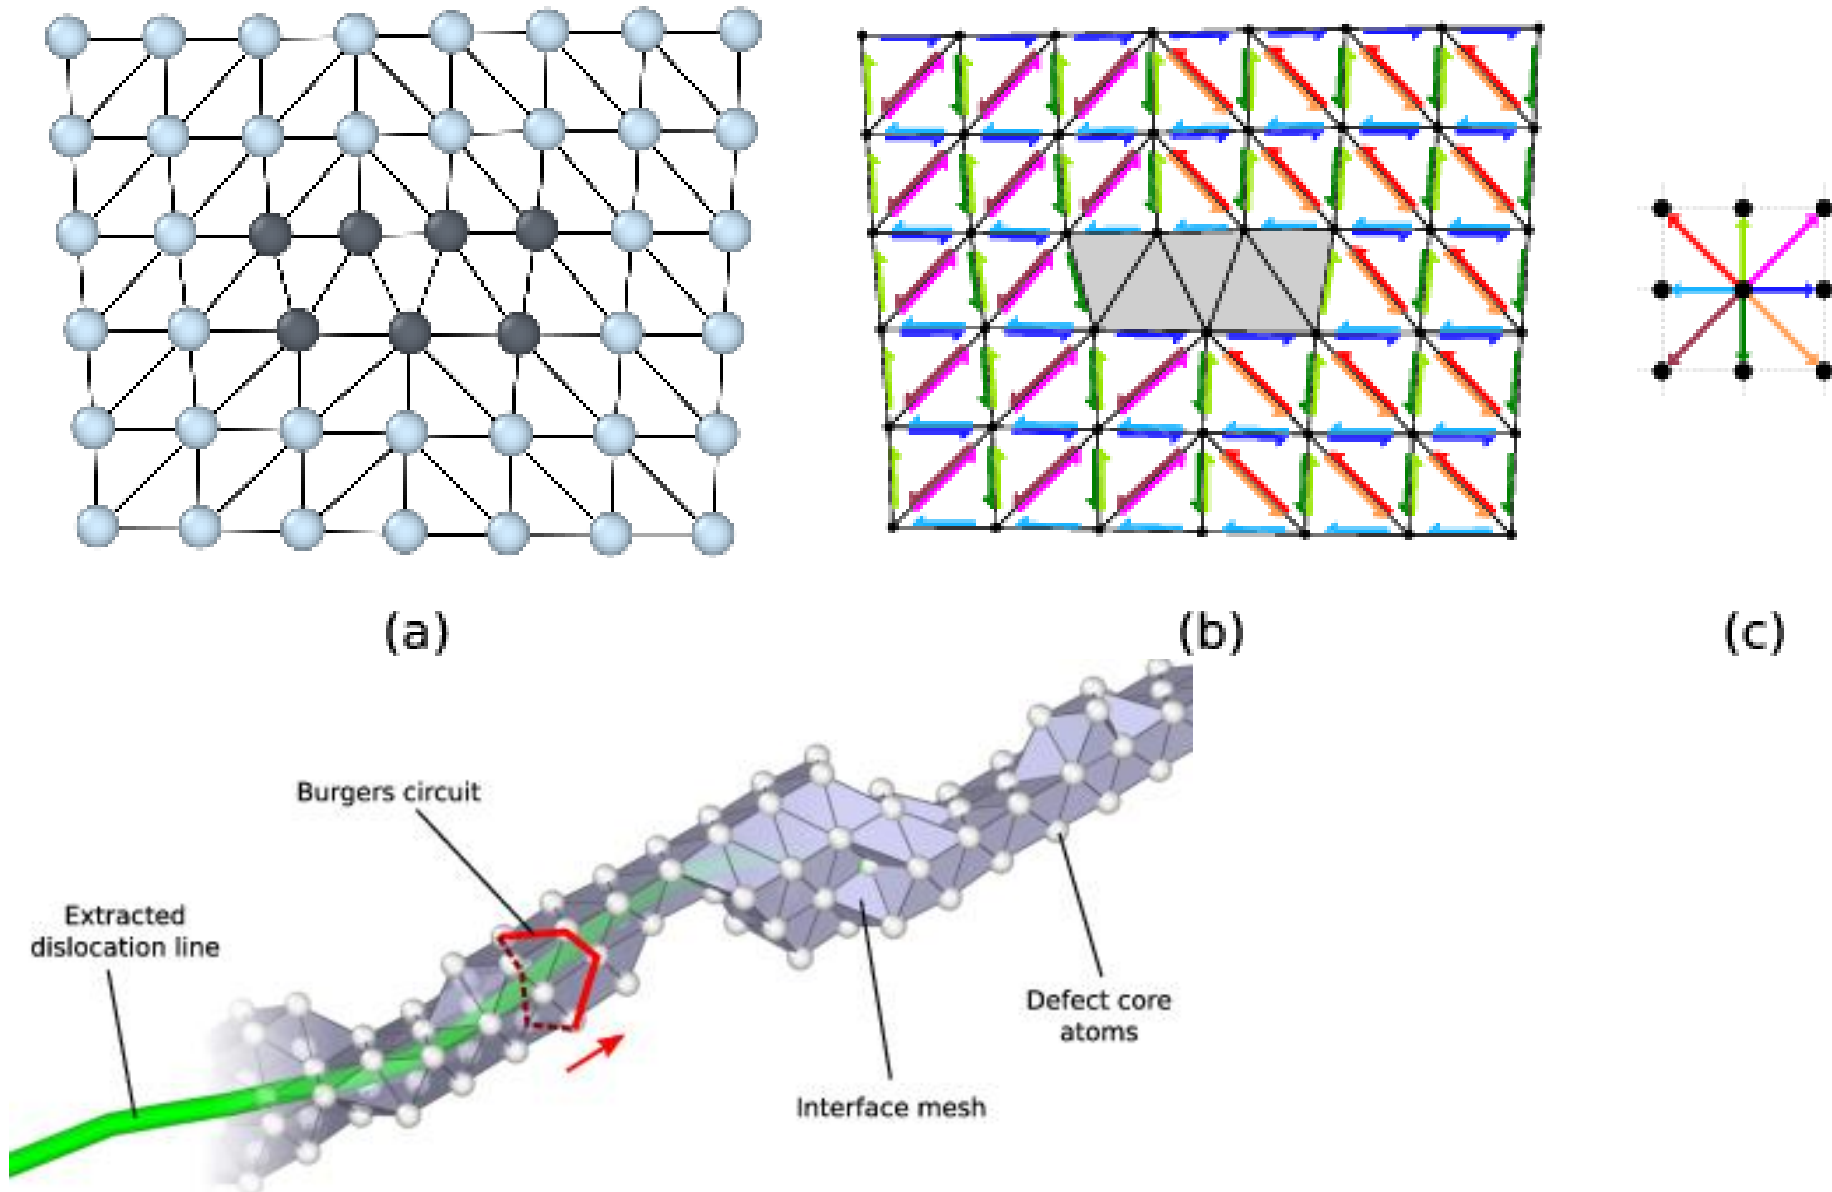 (a)
(b)
(c)
Burgers circuit
Extracted
dislocation line
Defect core
atoms
Interface mesh